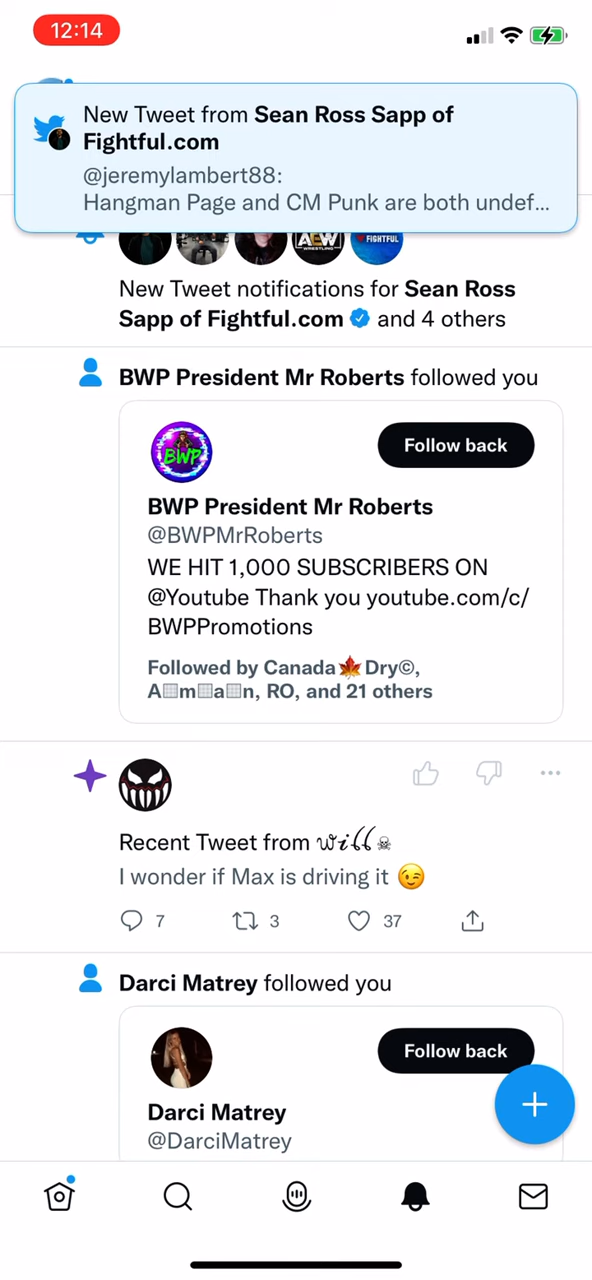 12:14
New Tweet from Sean Ross Sapp of
Fightful.com
@jeremylambert88:
Hangman Page and CM Punk are both undef...
AEW
WRESTLING
FIGHTFUL
New Tweet notifications for Sean Ross
Sapp of Fightful.com and 4 others
BWP President Mr Roberts followed you
BWP
Follow back
BWP President Mr Roberts
@BWPMrRoberts
WE HIT 1,000 SUBSCRIBERS ON
@Youtube Thank you youtube.com/c/
BWPPromotions
Followed by Canada🍁Dry©,
A▦m▦a▦n, RO, and 21 others
Recent Tweet from 𝓌𝒾𝓁𝓁☠
I wonder if Max is driving it 😉
7 3 37
Darci Matrey followed you
Follow back
Darci Matrey
@DarciMatrey